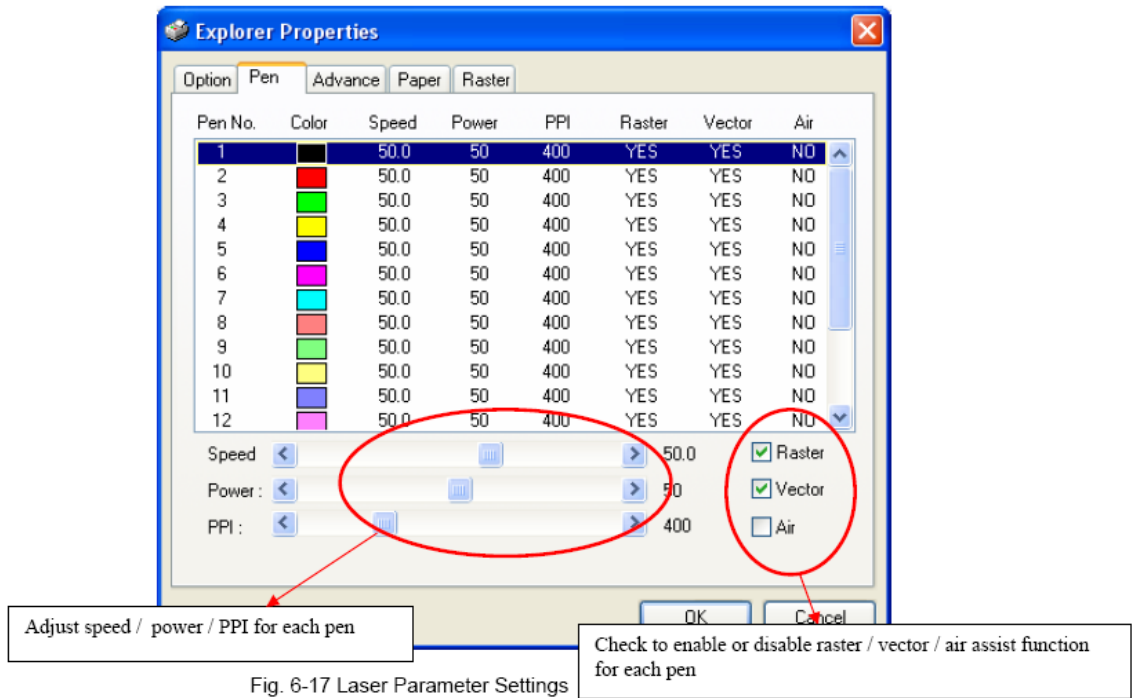 Explorer Properties
Option Pen Advance Paper Raster
Pen No. Color Speed Power PPI Raster Vector Air
1 50.0 50 400 YES YES NO
2 50.0 50 400 YES YES NO
3 50.0 50 400 YES YES NO
4 50.0 50 400 YES YES NO
5 50.0 50 400 YES YES NO
6 50.0 50 400 YES YES NO
7 50.0 50 400 YES YES NO
8 50.0 50 400 YES YES NO
9 50.0 50 400 YES YES NO
10 50.0 50 400 YES YES NO
11 50.0 50 400 YES YES NO
12 50.0 50 400 YES YES NO
Speed 50.0 Raster
Power : 50 Vector
PPI : 400 Air
OK Cancel
Adjust speed / power / PPI for each pen
Check to enable or disable raster / vector / air assist function
for each pen
Fig. 6-17 Laser Parameter Settings